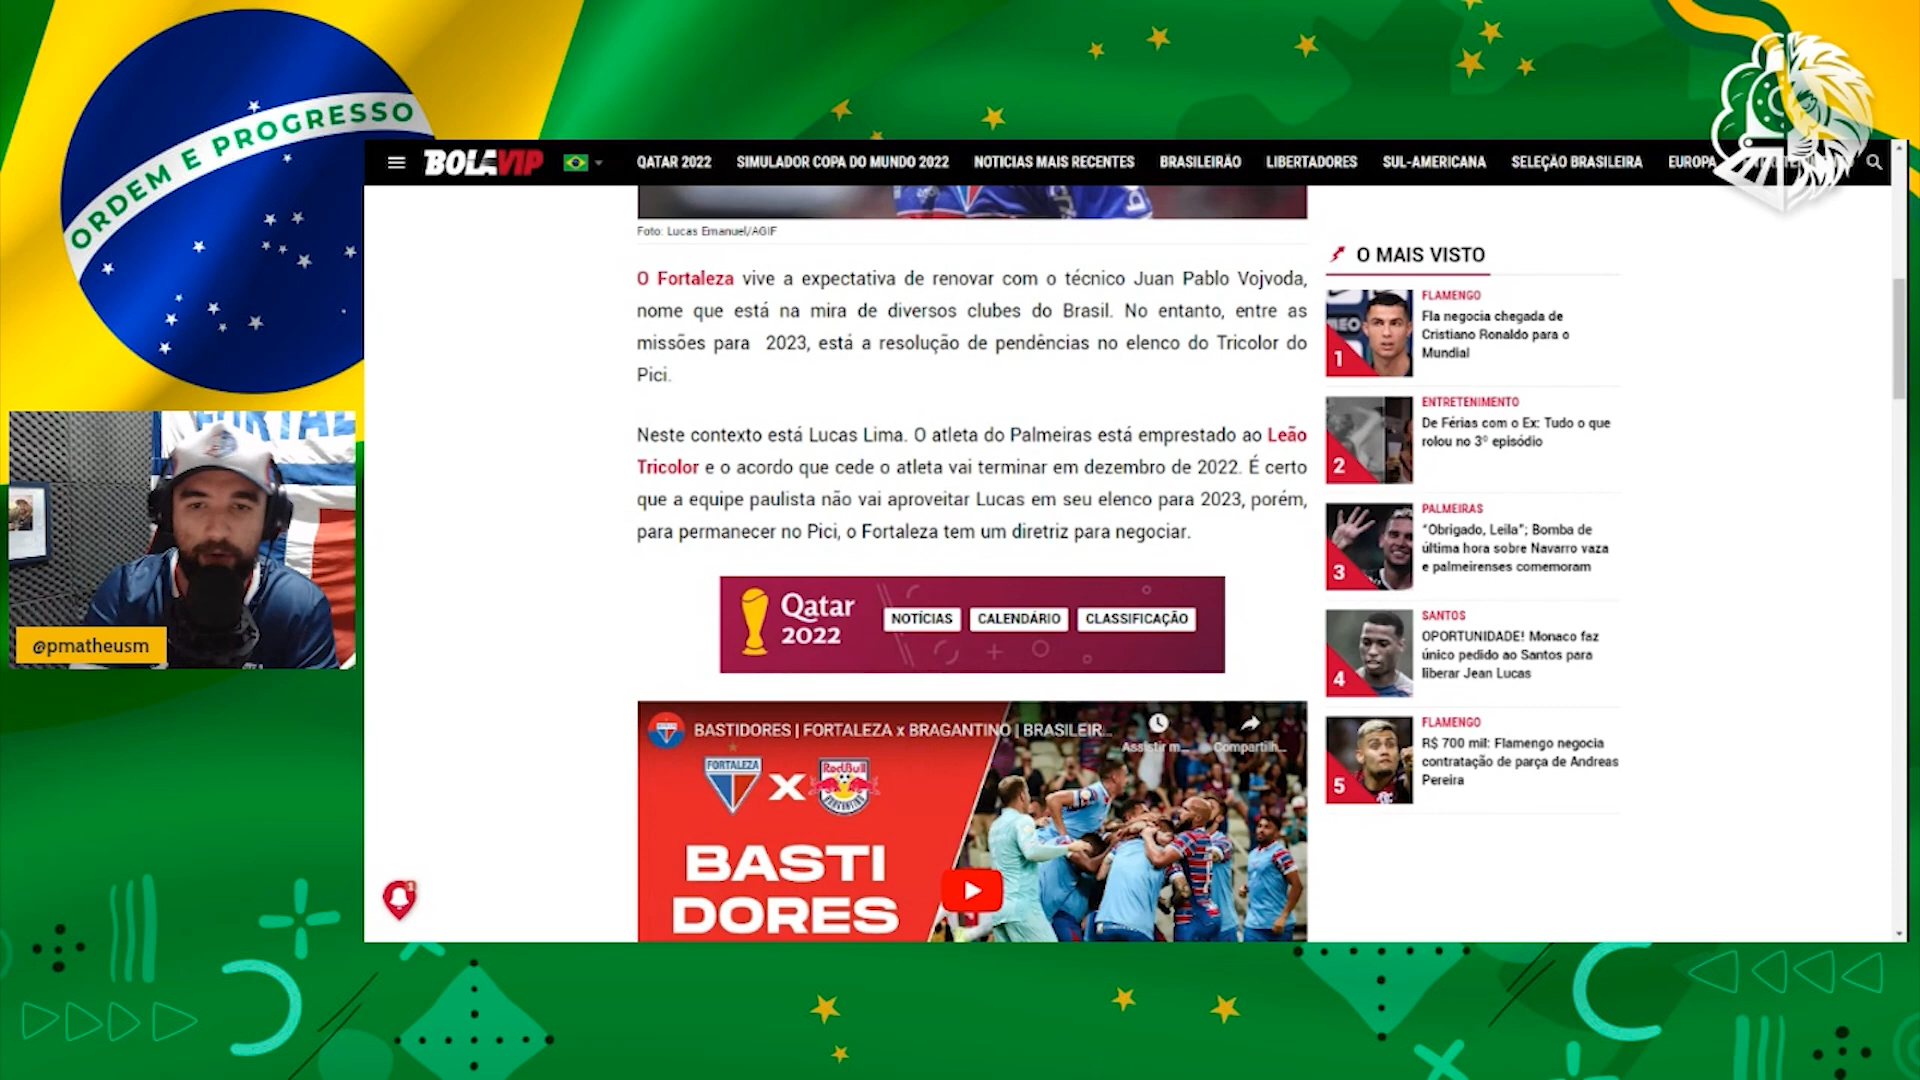 ORDEM E PROGRESSO
BOLAVIP
QATAR 2022
SIMULADOR COPA DO MUNDO 2022
NOTICIAS MAIS RECENTES
BRASILEIRÃO
LIBERTADORES
SUL-AMERICANA
SELEÇÃO BRASILEIRA
EUROPA
Foto: Lucas Emanuel/AGIF
O Fortaleza vive a expectativa de renovar com o técnico Juan Pablo Vojvoda,
nome que está na mira de diversos clubes do Brasil. No entanto, entre as
missões para 2023, está a resolução de pendências no elenco do Tricolor do
Pici.
Neste contexto está Lucas Lima. O atleta do Palmeiras está emprestado ao Leão
Tricolor e o acordo que cede o atleta vai terminar em dezembro de 2022. É certo
que a equipe paulista não vai aproveitar Lucas em seu elenco para 2023, porém,
para permanecer no Pici, o Fortaleza tem um diretriz para negociar.
Qatar
2022
NOTÍCIAS
CALENDÁRIO
CLASSIFICAÇÃO
BASTIDORES | FORTALEZA x BRAGANTINO | BRASILEIR...
Assistir m...
Compartilh...
FORTALEZA
X
RedBull
BRAGANTINO
BASTI
DORES
O MAIS VISTO
1
FLAMENGO
Fla negocia chegada de
Cristiano Ronaldo para o
Mundial
2
ENTRETENIMENTO
De Férias com o Ex: Tudo o que
rolou no 3º episódio
3
PALMEIRAS
“Obrigado, Leila”; Bomba de
última hora sobre Navarro vaza
e palmeirenses comemoram
4
SANTOS
OPORTUNIDADE! Monaco faz
único pedido ao Santos para
liberar Jean Lucas
5
FLAMENGO
R$ 700 mil: Flamengo negocia
contratação de parça de Andreas
Pereira
@pmatheusm